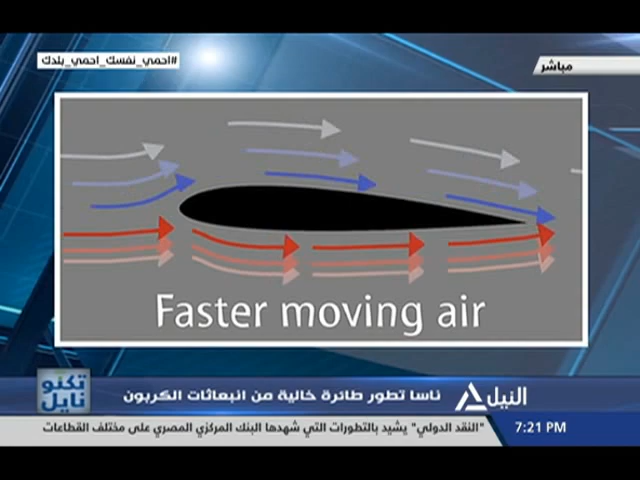 #احمي_نفسك_احمي_بلدك
مباشر
Faster moving air
تكنو
نايل
ناسا تطور طائرة خالية من انبعاثات الكربون
النيل
"النقد الدولي" يشيد بالتطورات التي شهدها البنك المركزي المصري على مختلف القطاعات
7:21 PM